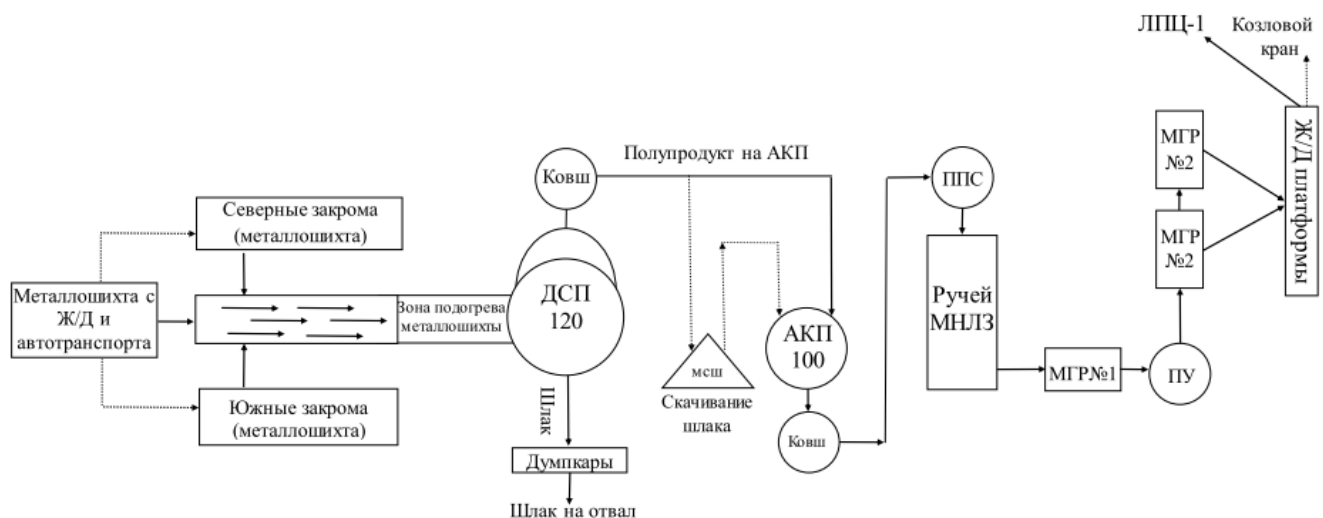 ЛПЦ-1
Козловой
кран
Ж/Д платформы
МГР
№2
МГР
№2
Полупродукт на АКП
Ковш
ППС
Северные закрома
(металлошихта)
Металлошихта с
Ж/Д и
автотранспорта
Зона подогрева
металлошихты
ДСП
120
Ручей
МНЛЗ
АКП
100
мсш
Скачивание
шлака
МГР№1
ПУ
Южные закрома
(металлошихта)
Шлак
Ковш
Думпкары
Шлак на отвал